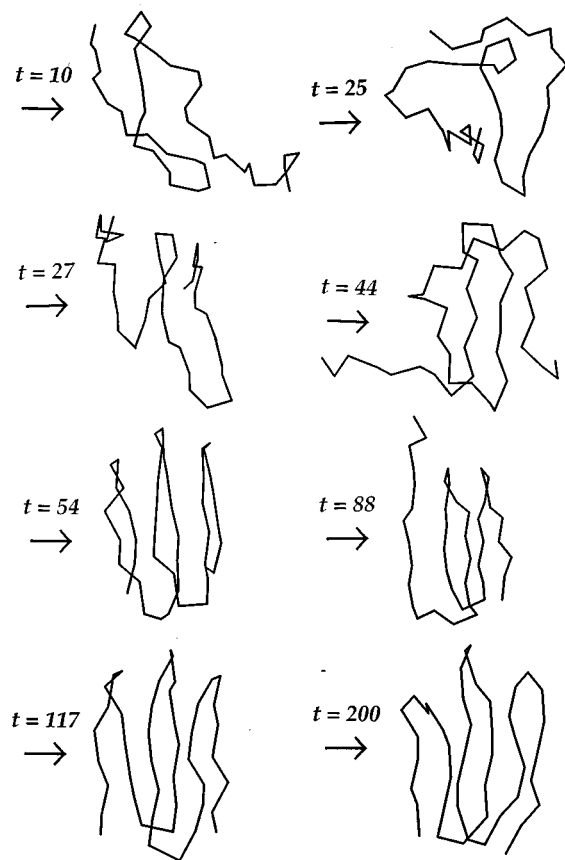 t = 10
t = 25
t = 27
t = 44
t = 54
t = 88
t = 117
t = 200